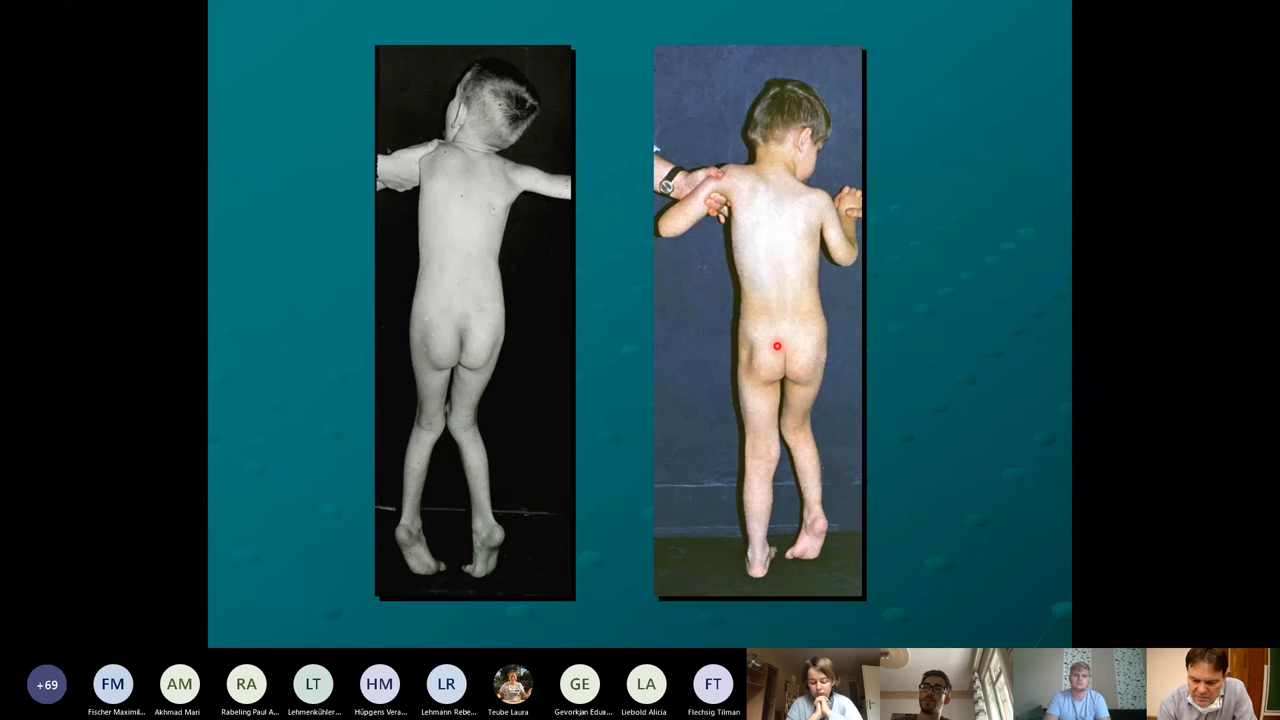 +69
FM
AM
RA
LT
HM
LR
GE
LA
FT
Fischer Maximil...
Akhmad Mari
Rabeling Paul A...
Lehmenkühler...
Hüpgens Vera...
Lehmann Rebe...
Teube Laura
Gevorkjan Edua...
Liebold Alicia
Flechsig Tilman